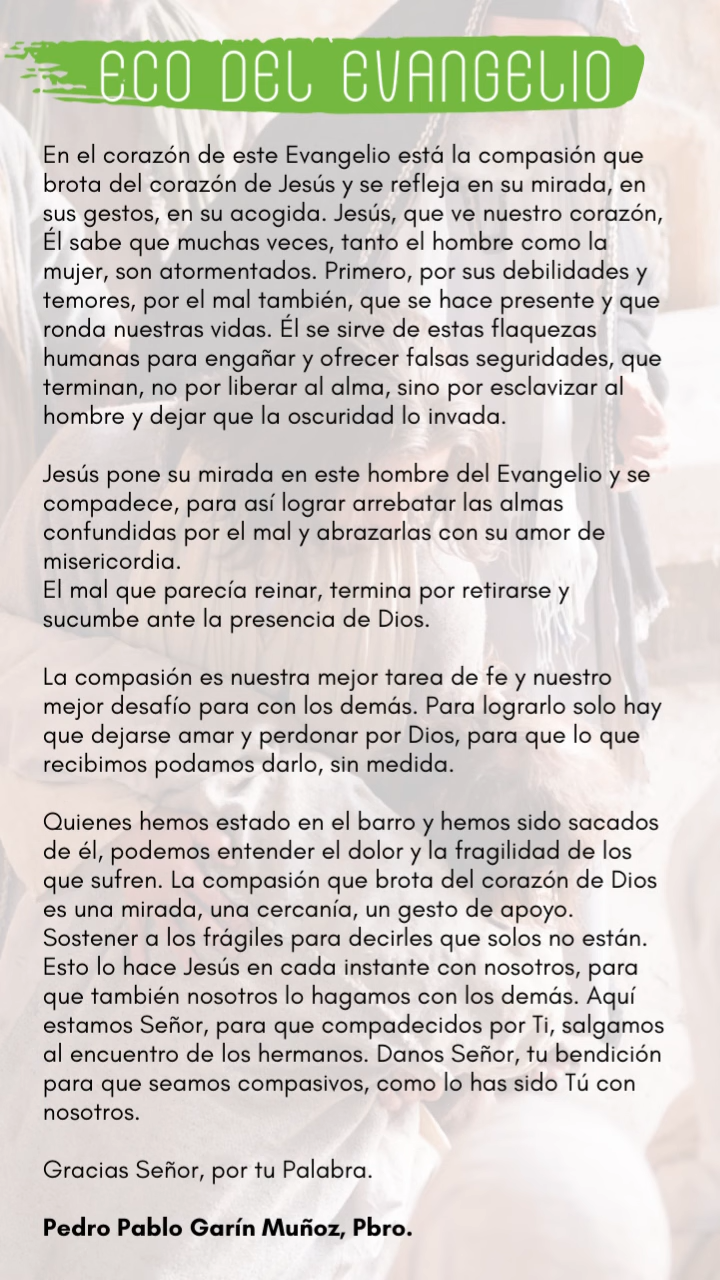 ECO DEL EVANGELIO
En el corazón de este Evangelio está la compasión que
brota del corazón de Jesús y se refleja en su mirada, en
sus gestos, en su acogida. Jesús, que ve nuestro corazón,
Él sabe que muchas veces, tanto el hombre como la
mujer, son atormentados. Primero, por sus debilidades y
temores, por el mal también, que se hace presente y que
ronda nuestras vidas. Él se sirve de estas flaquezas
humanas para engañar y ofrecer falsas seguridades, que
terminan, no por liberar al alma, sino por esclavizar al
hombre y dejar que la oscuridad lo invada.
Jesús pone su mirada en este hombre del Evangelio y se
compadece, para así lograr arrebatar las almas
confundidas por el mal y abrazarlas con su amor de
misericordia.
El mal que parecía reinar, termina por retirarse y
sucumbe ante la presencia de Dios.
La compasión es nuestra mejor tarea de fe y nuestro
mejor desafío para con los demás. Para lograrlo solo hay
que dejarse amar y perdonar por Dios, para que lo que
recibimos podamos darlo, sin medida.
Quienes hemos estado en el barro y hemos sido sacados
de él, podemos entender el dolor y la fragilidad de los
que sufren. La compasión que brota del corazón de Dios
es una mirada, una cercanía, un gesto de apoyo.
Sostener a los frágiles para decirles que solos no están.
Esto lo hace Jesús en cada instante con nosotros, para
que también nosotros lo hagamos con los demás. Aquí
estamos Señor, para que compadecidos por Ti, salgamos
al encuentro de los hermanos. Danos Señor, tu bendición
para que seamos compasivos, como lo has sido Tú con
nosotros.
Gracias Señor, por tu Palabra.
Pedro Pablo Garín Muñoz, Pbro.